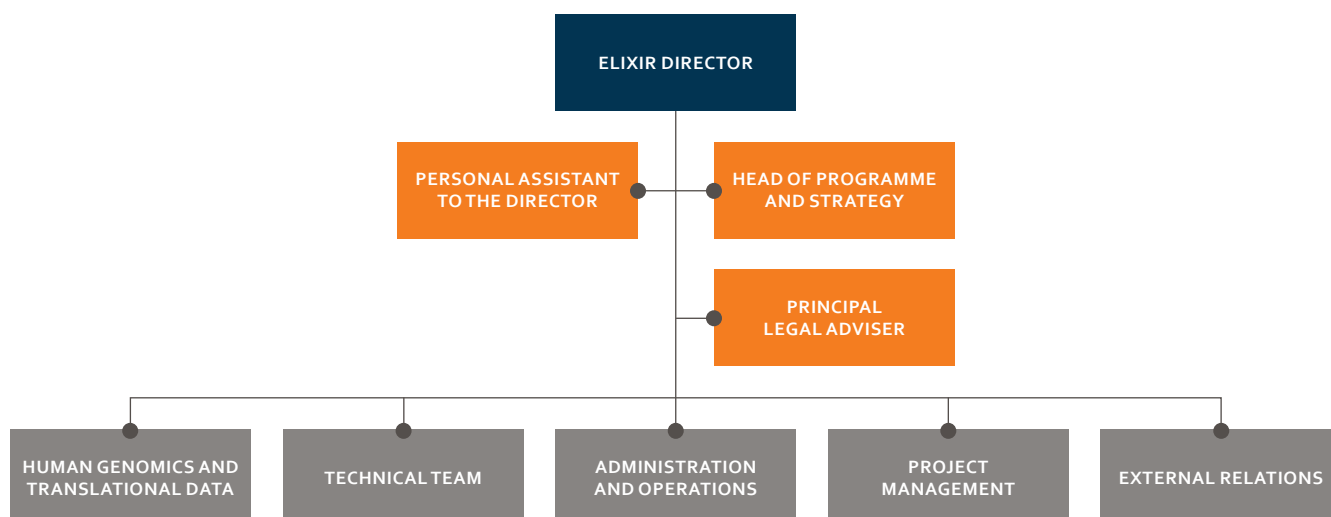 ELIXIR DIRECTOR
PERSONAL ASSISTANT
TO THE DIRECTOR
HEAD OF PROGRAMME
AND STRATEGY
PRINCIPAL
LEGAL ADVISER
HUMAN GENOMICS AND
TRANSLATIONAL DATA
TECHNICAL TEAM
ADMINISTRATION
AND OPERATIONS
PROJECT
MANAGEMENT
EXTERNAL RELATIONS